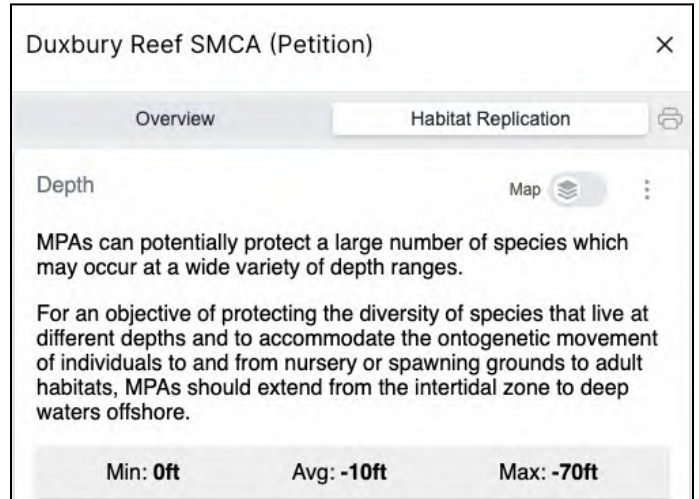 Duxbury Reef SMCA (Petition)
Overview Habitat Replication
Depth Map
MPAs can potentially protect a large number of species which
may occur at a wide variety of depth ranges.
For an objective of protecting the diversity of species that live at
different depths and to accommodate the ontogenetic movement
of individuals to and from nursery or spawning grounds to adult
habitats, MPAs should extend from the intertidal zone to deep
waters offshore.
Min: 0ft Avg: -10ft Max: -70ft